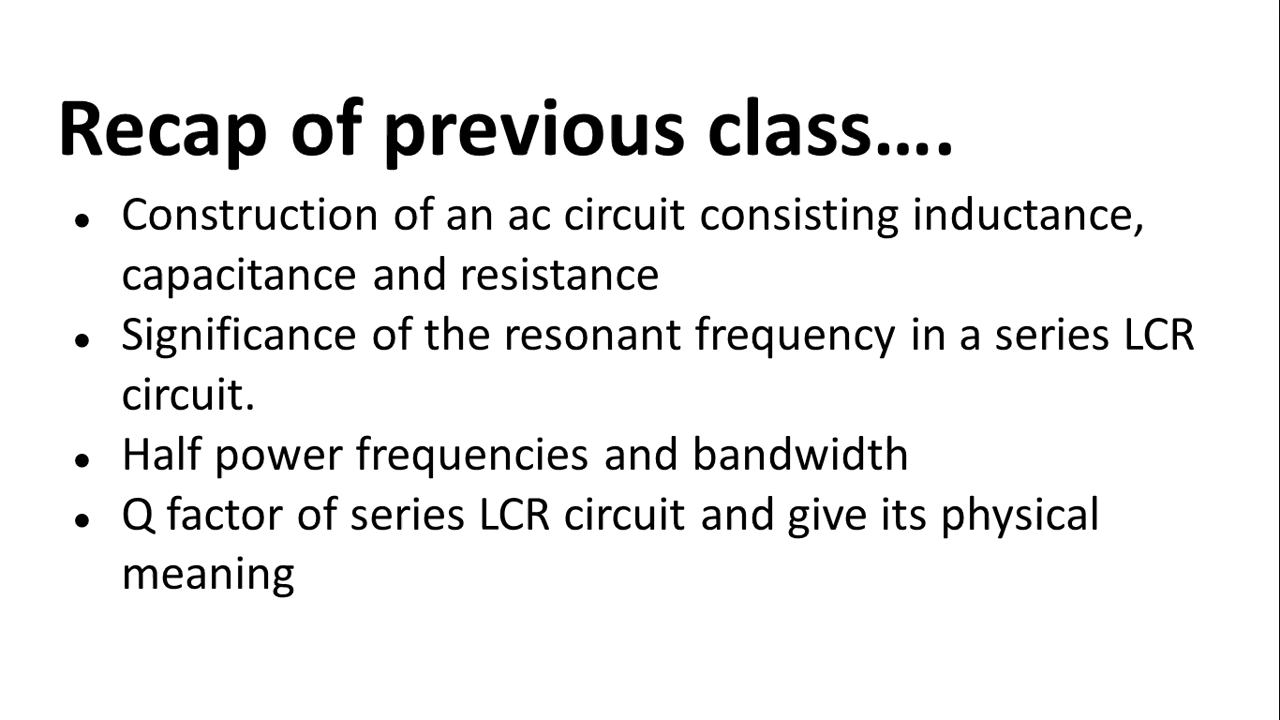 Recap of previous class....
● Construction of an ac circuit consisting inductance,
capacitance and resistance
● Significance of the resonant frequency in a series LCR
circuit.
● Half power frequencies and bandwidth
● Q factor of series LCR circuit and give its physical
meaning